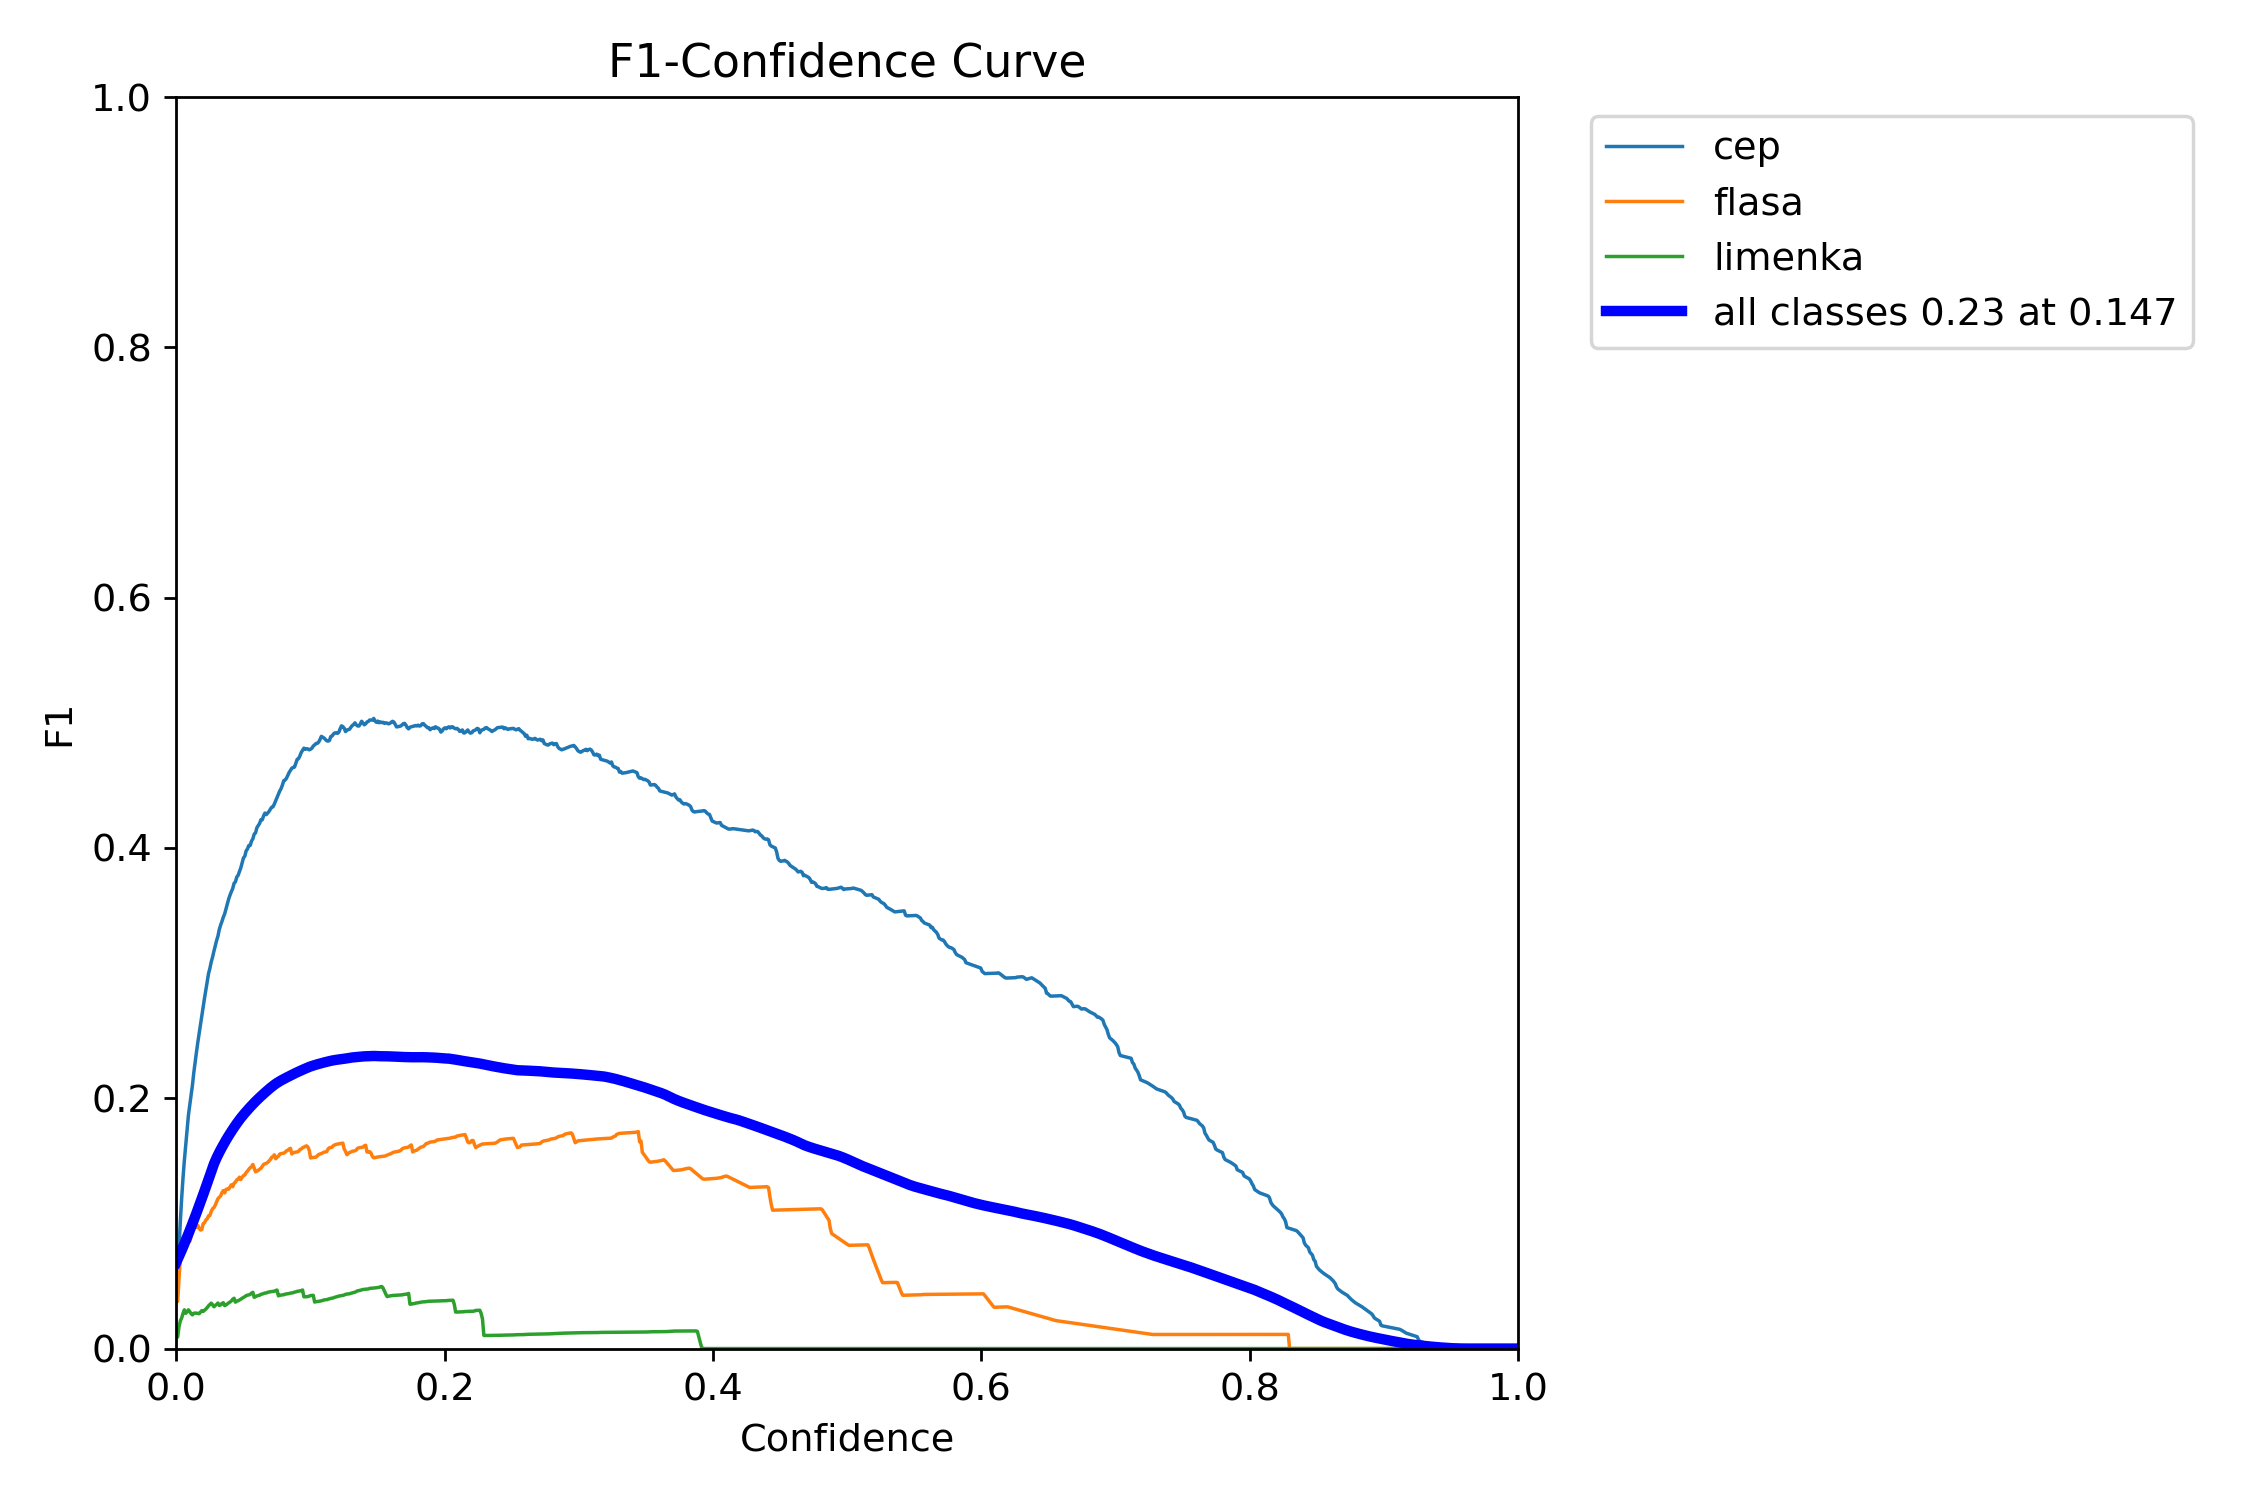 F1-Confidence Curve
1.0
0.8
0.6
0.4
0.2
0.0
F1
0.0 0.2 0.4 0.6 0.8 1.0
Confidence
cep
flasa
limenka
all classes 0.23 at 0.147